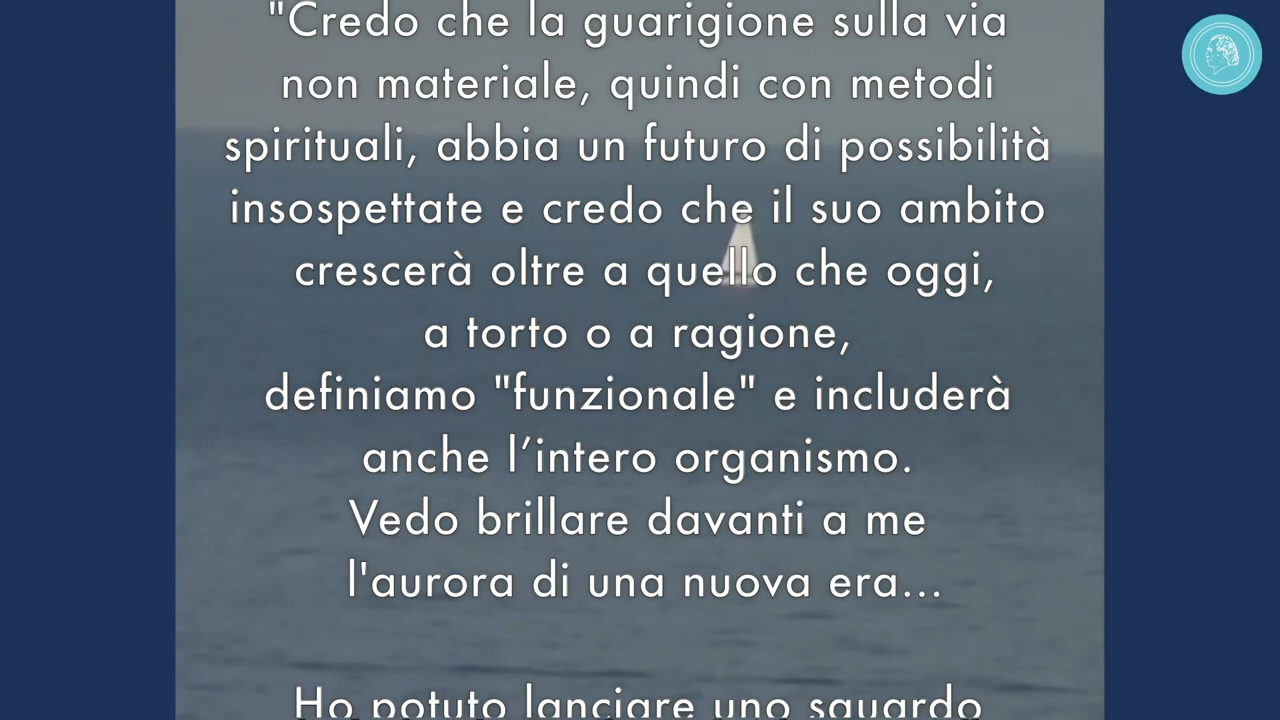 "Credo che la guarigione sulla via
non materiale, quindi con metodi
spirituali, abbia un futuro di possibilità
insospettate e credo che il suo ambito
crescerà oltre a quello che oggi,
a torto o a ragione,
definiamo "funzionale" e includerà
anche l’intero organismo.
Vedo brillare davanti a me
l'aurora di una nuova era...
Ho potuto lanciare uno sguardo